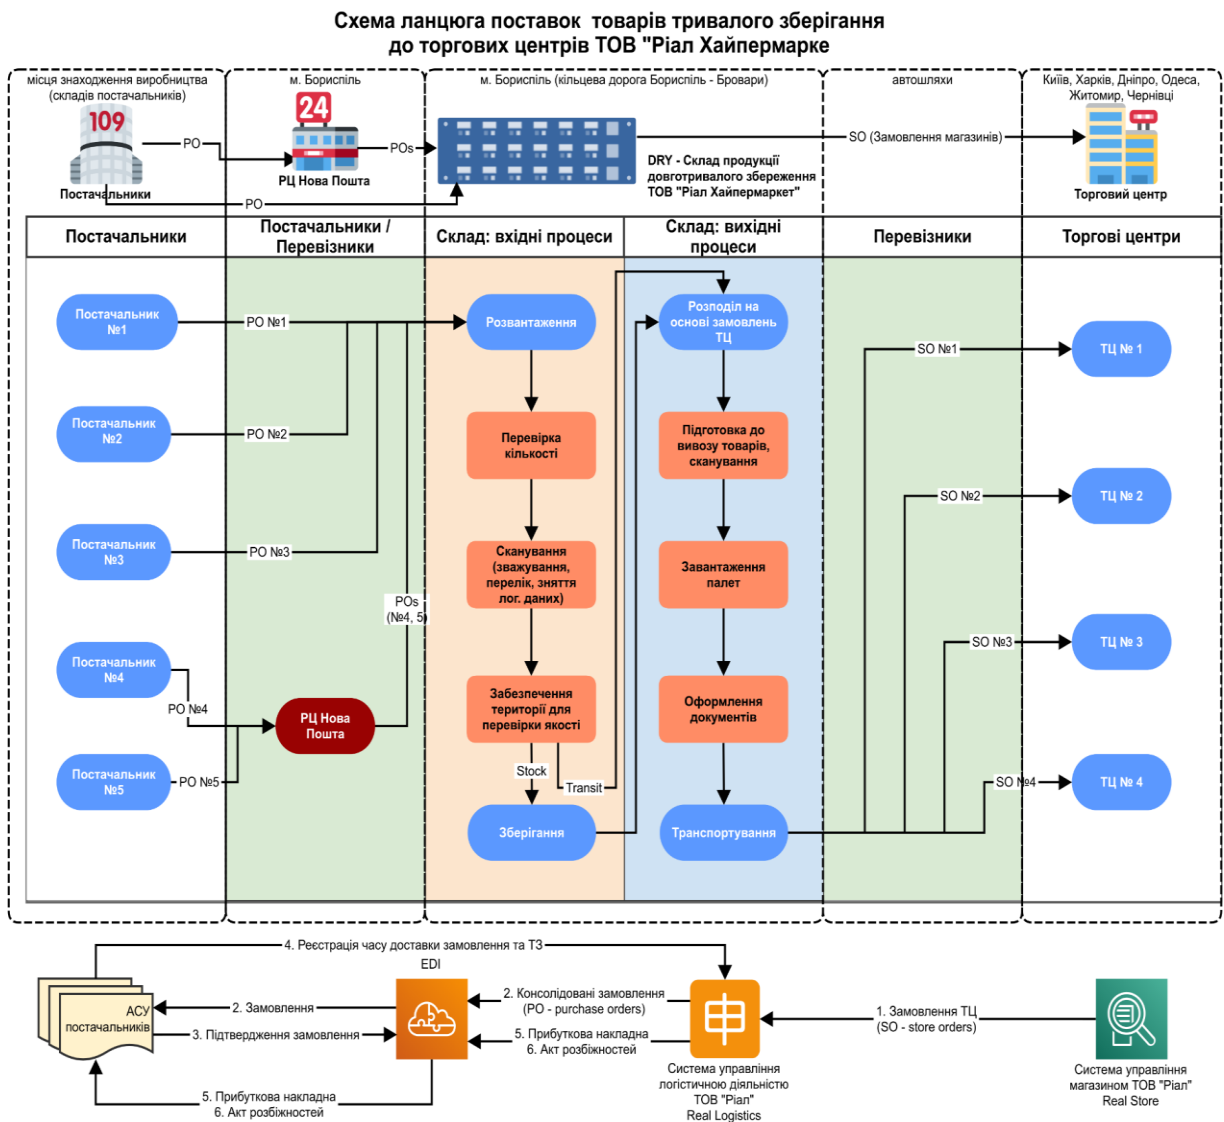 Схема ланцюга поставок товарів тривалого зберігання
до торгових центрів ТОВ "Ріал Хайпермарке
місця знаходження виробництва
(складів постачальників)
м. Бориспіль
м. Бориспіль (кільцева дорога Бориспіль - Бровари)
автошляхи
Київ, Харків, Дніпро, Одеса,
Житомир, Чернівці
109
Постачальники
PO
24
РЦ Нова Пошта
POs
PO
DRY - Склад продукції
довготривалого збереження
ТОВ "Ріал Хайпермаркет"
SO (Замовлення магазинів)
Торговий центр
Постачальники
Постачальники /
Перевізники
Склад: вхідні процеси
Склад: вихідні
процеси
Перевізники
Торгові центри
Постачальник
№1
PO №1
Постачальник
№2
PO №2
Постачальник
№3
PO №3
Постачальник
№4
PO №4
Постачальник
№5
PO №5
РЦ Нова
Пошта
POs
(№4, 5)
Розвантаження
Перевірка
кількості
Сканування
(зважування,
перелік, зняття
лог. даних)
Забезпечення
території для
перевірки якості
Stock
Transit
Зберігання
Розподіл на
основі замовлень
ТЦ
Підготовка до
вивозу товарів,
сканування
Завантаження
палет
Оформлення
документів
Транспортування
SO №1
ТЦ № 1
SO №2
ТЦ № 2
SO №3
ТЦ № 3
SO №4
ТЦ № 4
4. Реєстрація часу доставки замовлення та ТЗ
EDI
АСУ
постачальників
2. Замовлення
3. Підтвердження замовлення
5. Прибуткова накладна
6. Акт розбіжностей
2. Консолідовані замовлення
(PO - purchase orders)
5. Прибуткова накладна
6. Акт розбіжностей
Система управління
логістичною діяльністю
ТОВ "Ріал"
Real Logistics
1. Замовлення ТЦ
(SO - store orders)
Система управління
магазином ТОВ "Ріал"
Real Store